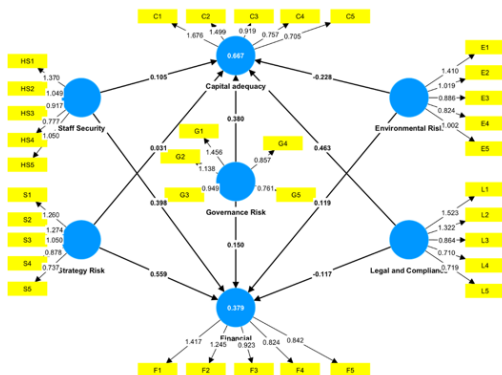 C1
C2
C3
C4
C5
1.676
1.499
0.919
0.757
0.705
0.667
Capital adequacy
HS1
HS2
HS3
HS4
HS5
1.370
1.049
0.917
0.777
1.050
Staff Security
0.105
-0.228
E1
E2
E3
E4
E5
1.410
1.019
0.886
0.824
1.002
Environmental Risk
0.031
0.380
0.463
G1
G2
G3
G4
G5
1.456
1.138
0.949
0.857
0.761
Governance Risk
0.398
0.119
S1
S2
S3
S4
S5
1.260
1.274
1.050
0.878
0.737
Strategy Risk
0.559
0.150
-0.117
L1
L2
L3
L4
L5
1.523
1.322
0.864
0.710
0.719
Legal and Compliance
0.379
Financial
1.417
1.245
0.923
0.824
0.842
F1
F2
F3
F4
F5